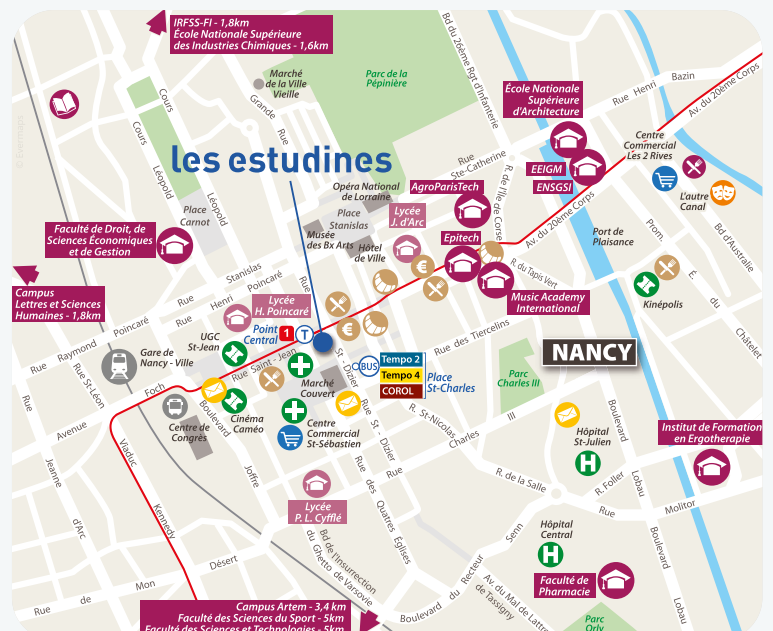 IRFSS-FI - 1,8km
École Nationale Supérieure
des Industries Chimiques - 1,6km
Marché
de la Ville
Vieille
Parc de la
Pépinière
Bd du 26ème Rgt d'Infanterie
École Nationale
Supérieure
d'Architecture
Rue Henri Bazin
Av. du 20ème Corps
© Evermaps
Cours
Léopold
Cours
Léopold
Grande Rue
les estudines
Rue
Ste-Catherine
R. de l'Île de Corse
EEIGM
ENSGSI
Centre
Commercial
Les 2 Rives
L'autre
Canal
Opéra National
de Lorraine
AgroParisTech
Place
Carnot
Place
Stanislas
Lycée
J. d'Arc
Musée
des Bx Arts
Hôtel
de Ville
Epitech
Av. du 20ème Corps
Port de
Plaisance
Prom.
É.
du
Châtelet
Bd d'Australie
Faculté de Droit, de
Sciences Économiques
et de Gestion
Campus
Lettres et Sciences
Humaines - 1,8km
Rue Stanislas
Rue Henri Poincaré
Rue
R. du Tapis Vert
Music Academy
International
Kinépolis
Lycée
H. Poincaré
Rue Raymond Poincaré
UGC
St-Jean
Point
Central
1
T
Rue Saint-Jean
Rue des Tiercelins
NANCY
Gare de
Nancy - Ville
Rue St-Léon
Foch
Avenue
Rue
St-Dizier
BUS
Tempo 2
Tempo 4
COROL
Place
St-Charles
Marché
Couvert
Parc
Charles III
Boulevard
Joffre
Cinéma
Caméo
Centre de
Congrès
Centre
Commercial
St-Sébastien
Rue St Dizier
R. St-Nicolas
Rue Charles III
Hôpital
St-Julien
H
Boulevard
Lobau
Institut de Formation
en Ergotherapie
Viaduc
Kennedy
Jeanne
d'Arc
Lycée
P. L. Cyfflé
Rue des Quatres Églises
R. de la Salle
R. Foller
Rue Molitor
Boulevard
Lobau
Hôpital
Central
H
Faculté de
Pharmacie
Bd de l'Insurrection
du Ghetto de Varsovie
Boulevard du Recteur Senn
Av. du Mal de Lattre
de Tassigny
Parc
Orly
Rue de Mon Désert
Campus Artem - 3,4 km
Faculté des Sciences du Sport - 5km
Faculté des Sciences et Technologies - 5km